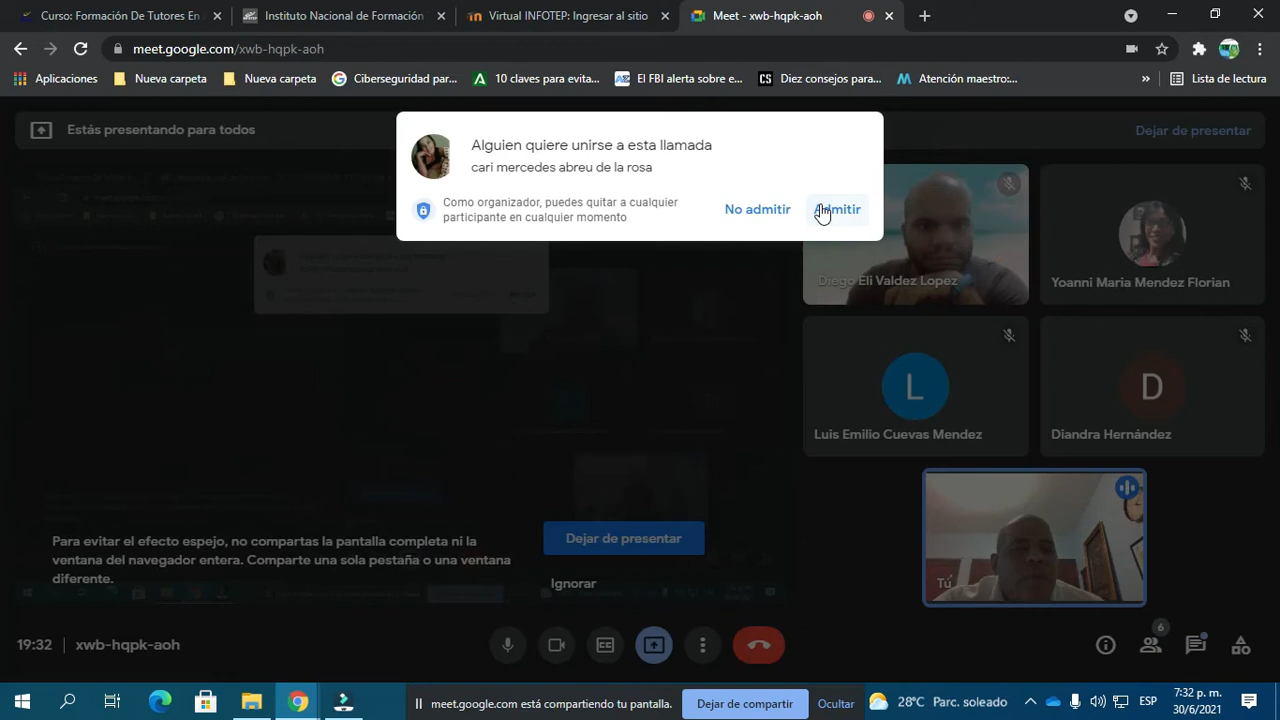 Curso: Formación De Tutores En
Instituto Nacional de Formación
Virtual INFOTEP: Ingresar al sitio
Meet - xwb-hqpk-aoh
meet.google.com/xwb-hqpk-aoh
Aplicaciones
Nueva carpeta
Nueva carpeta
Ciberseguridad par...
10 claves para evita...
El FBI alerta sobre e...
Diez consejos para...
Atención maestro:...
»
Lista de lectura
Estás presentando para todos
Dejar de presentar
Alguien quiere unirse a esta llamada
cari mercedes abreu de la rosa
Como organizador, puedes quitar a cualquier
participante en cualquier momento
No admitir
Admitir
Diego Eli Valdez Lopez
Yoanni Maria Mendez Florian
L
Luis Emilio Cuevas Mendez
D
Diandra Hernández
Tú
Para evitar el efecto espejo, no compartas la pantalla completa ni la
ventana del navegador entera. Comparte una sola pestaña o una ventana
diferente.
Dejar de presentar
Ignorar
19:32 | xwb-hqpk-aoh
6
meet.google.com está compartiendo tu pantalla.
Dejar de compartir
Ocultar
28°C Parc. soleado
ESP
7:32 p. m.
30/6/2021